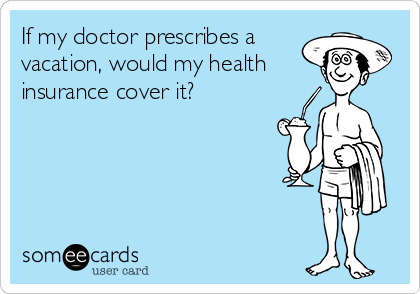 If my doctor prescribes a
vacation, would my health
insurance cover it?
someecards
user card